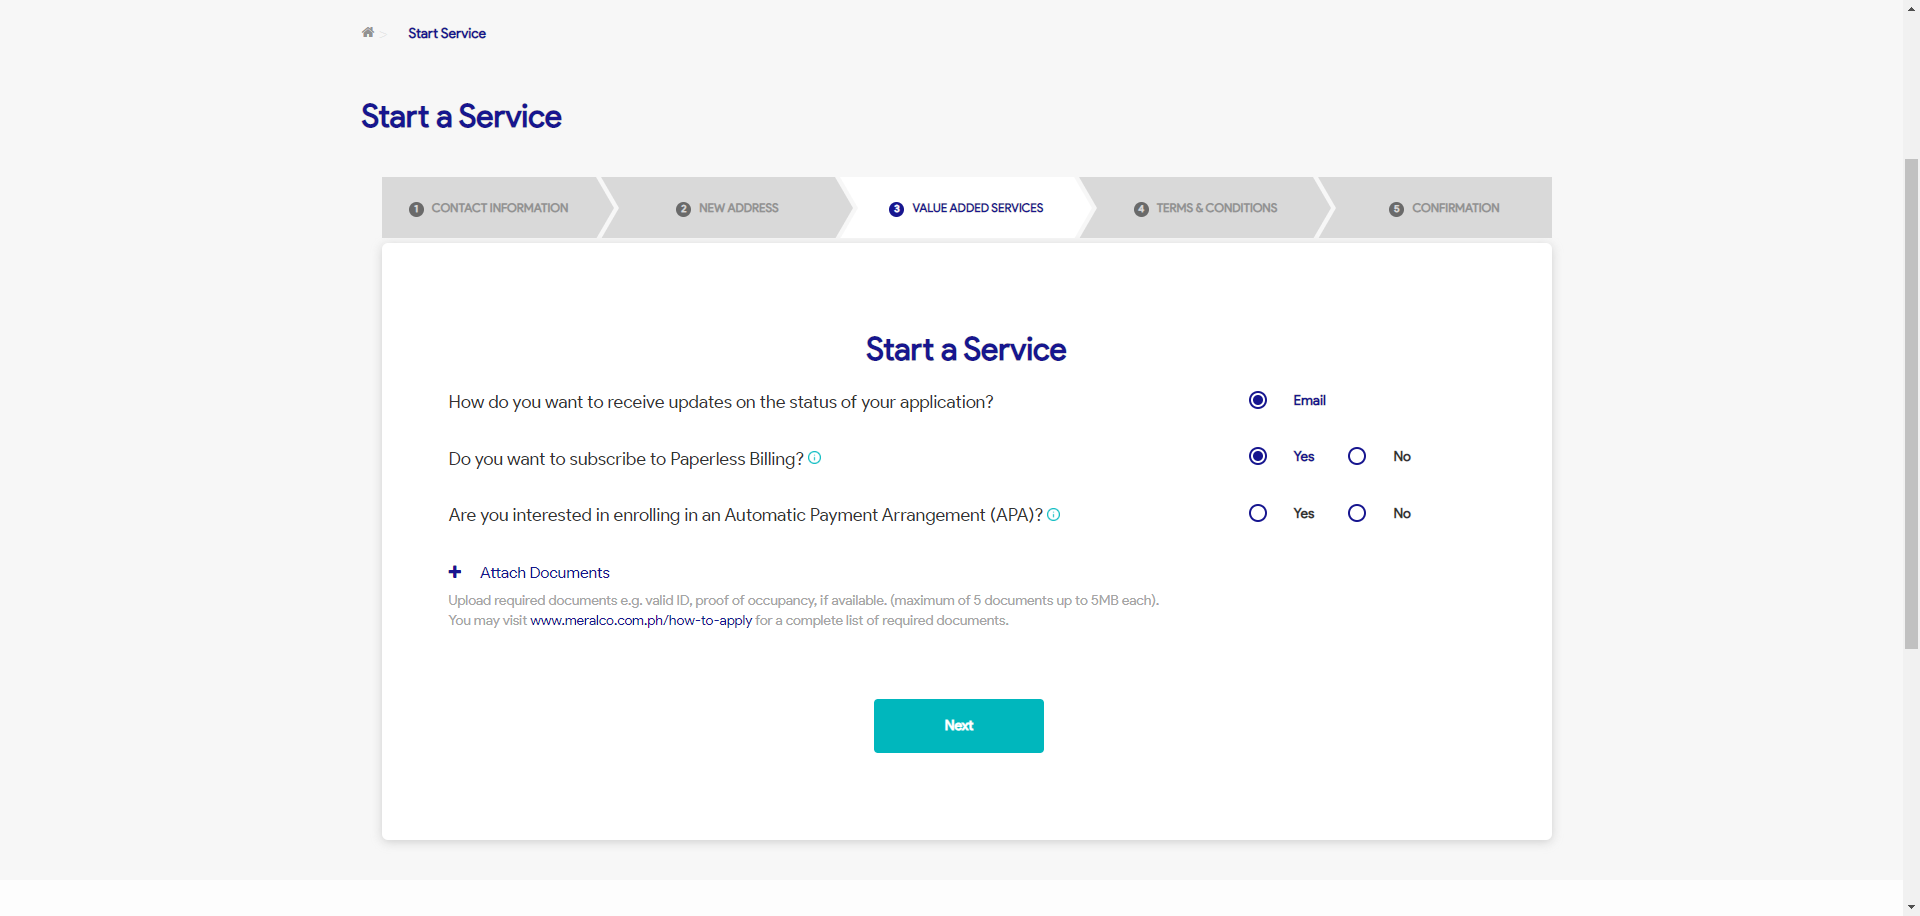 Start Service
Start a Service
1 CONTACT INFORMATION
2 NEW ADDRESS
3 VALUE ADDED SERVICES
4 TERMS & CONDITIONS
5 CONFIRMATION
Start a Service
How do you want to receive updates on the status of your application?
Email
Do you want to subscribe to Paperless Billing?
Yes No
Are you interested in enrolling in an Automatic Payment Arrangement (APA)?
Yes No
Attach Documents
Upload required documents e.g. valid ID, proof of occupancy, if available. (maximum of 5 documents up to 5MB each).
You may visit www.meralco.com.ph/how-to-apply for a complete list of required documents.
Next